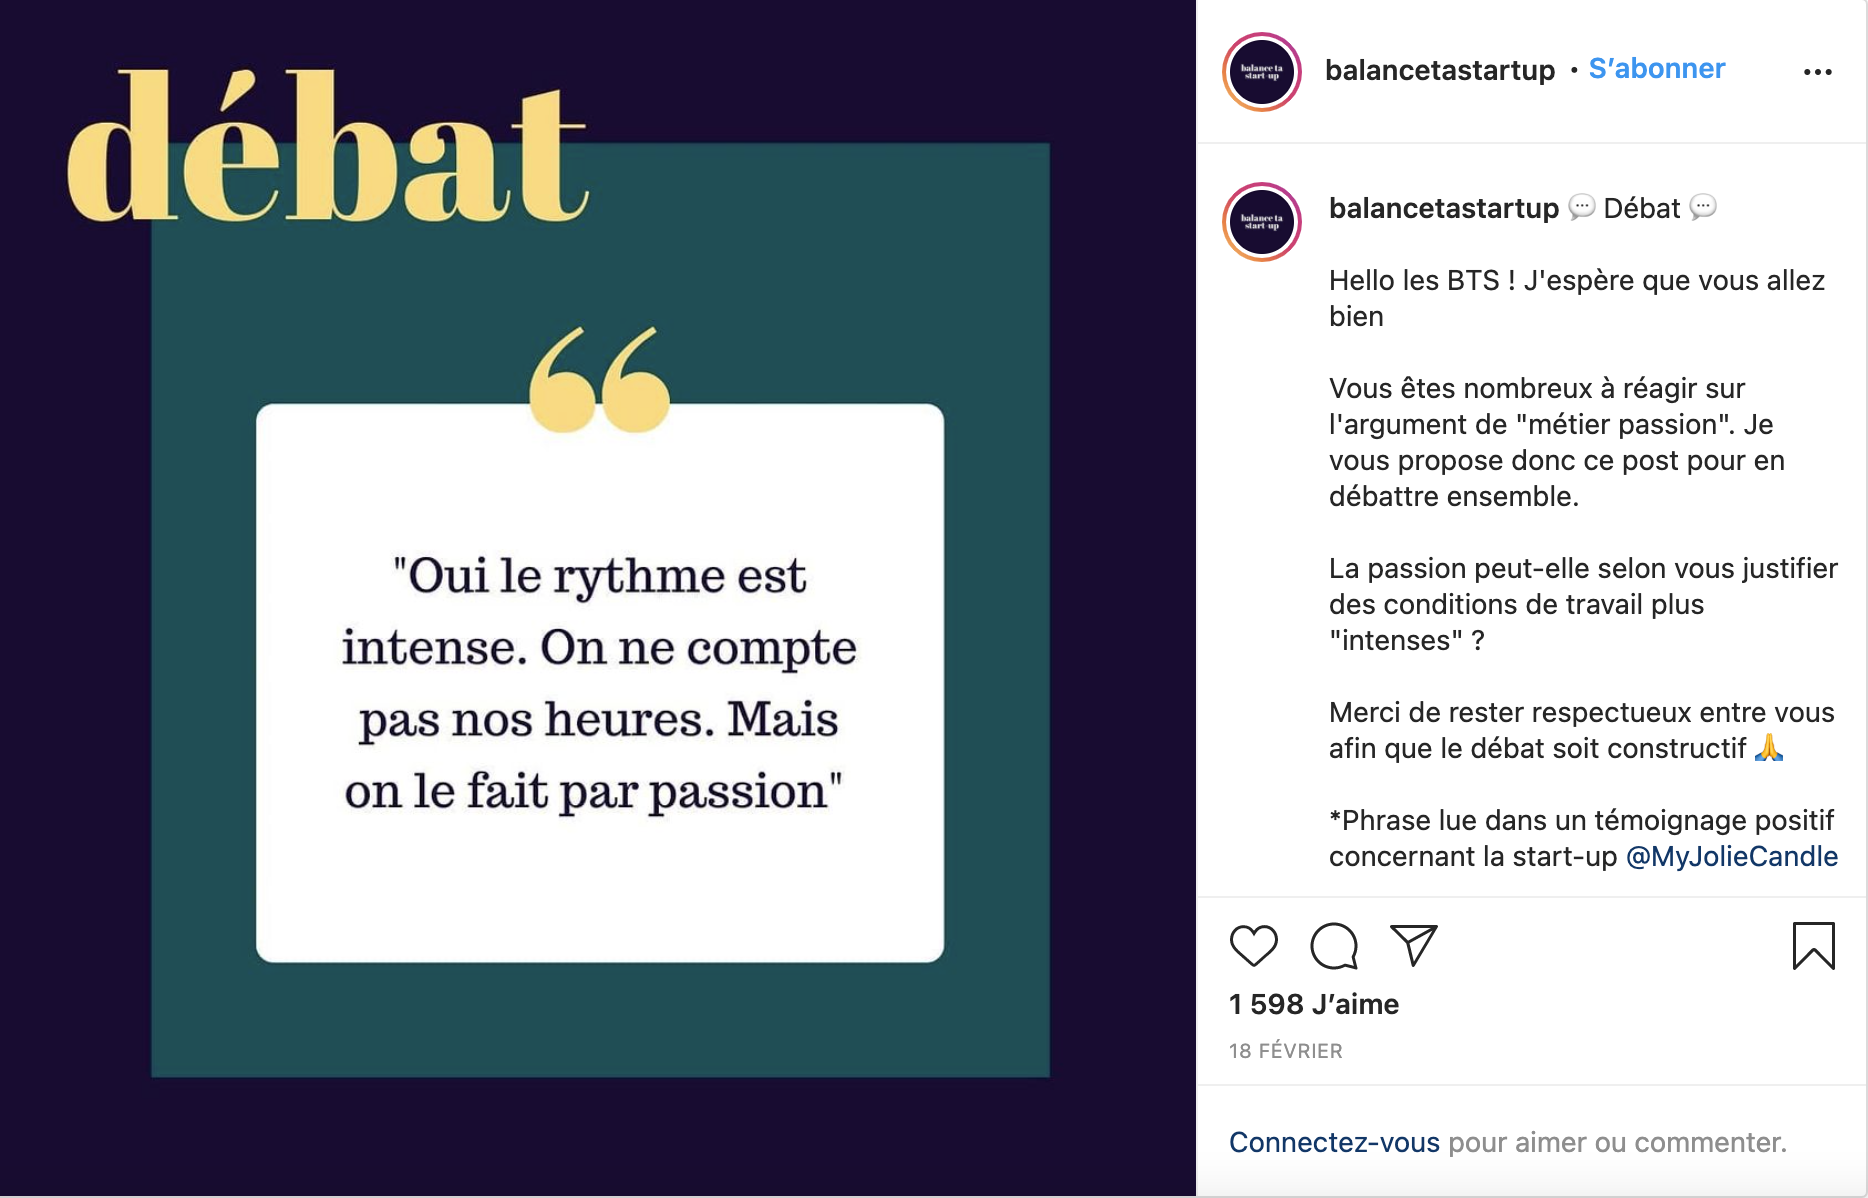 débat
"Oui le rythme est
intense. On ne compte
pas nos heures. Mais
on le fait par passion"
balance ta
start-up
balancetastartup • S'abonner
balance ta
start-up
balancetastartup 💬 Débat 💬
Hello les BTS ! J'espère que vous allez
bien
Vous êtes nombreux à réagir sur
l'argument de "métier passion". Je
vous propose donc ce post pour en
débattre ensemble.
La passion peut-elle selon vous justifier
des conditions de travail plus
"intenses" ?
Merci de rester respectueux entre vous
afin que le débat soit constructif 🙏
*Phrase lue dans un témoignage positif
concernant la start-up @MyJolieCandle
1 598 J'aime
18 FÉVRIER
Connectez-vous pour aimer ou commenter.